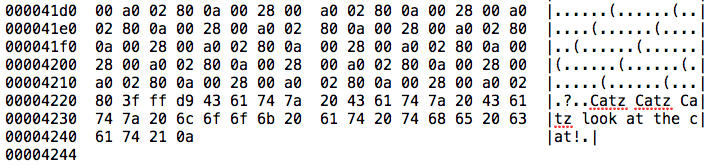 000041d0  00 a0 02 80 0a 00 28 00  a0 02 80 0a 00 28 00 a0  |......(......(..|
000041e0  02 80 0a 00 28 00 a0 02  80 0a 00 28 00 a0 02 80  |....(......(....|
000041f0  0a 00 28 00 a0 02 80 0a  00 28 00 a0 02 80 0a 00  |..(......(......|
00004200  28 00 a0 02 80 0a 00 28  00 a0 02 80 0a 00 28 00  |(......(......(.|
00004210  a0 02 80 0a 00 28 00 a0  02 80 0a 00 28 00 a0 02  |.....(......(...|
00004220  80 3f ff d9 43 61 74 7a  20 43 61 74 7a 20 43 61  |.?..Catz Catz Ca|
00004230  74 7a 20 6c 6f 6f 6b 20  61 74 20 74 68 65 20 63  |tz look at the c|
00004240  61 74 21 0a  |at!.|
00004244